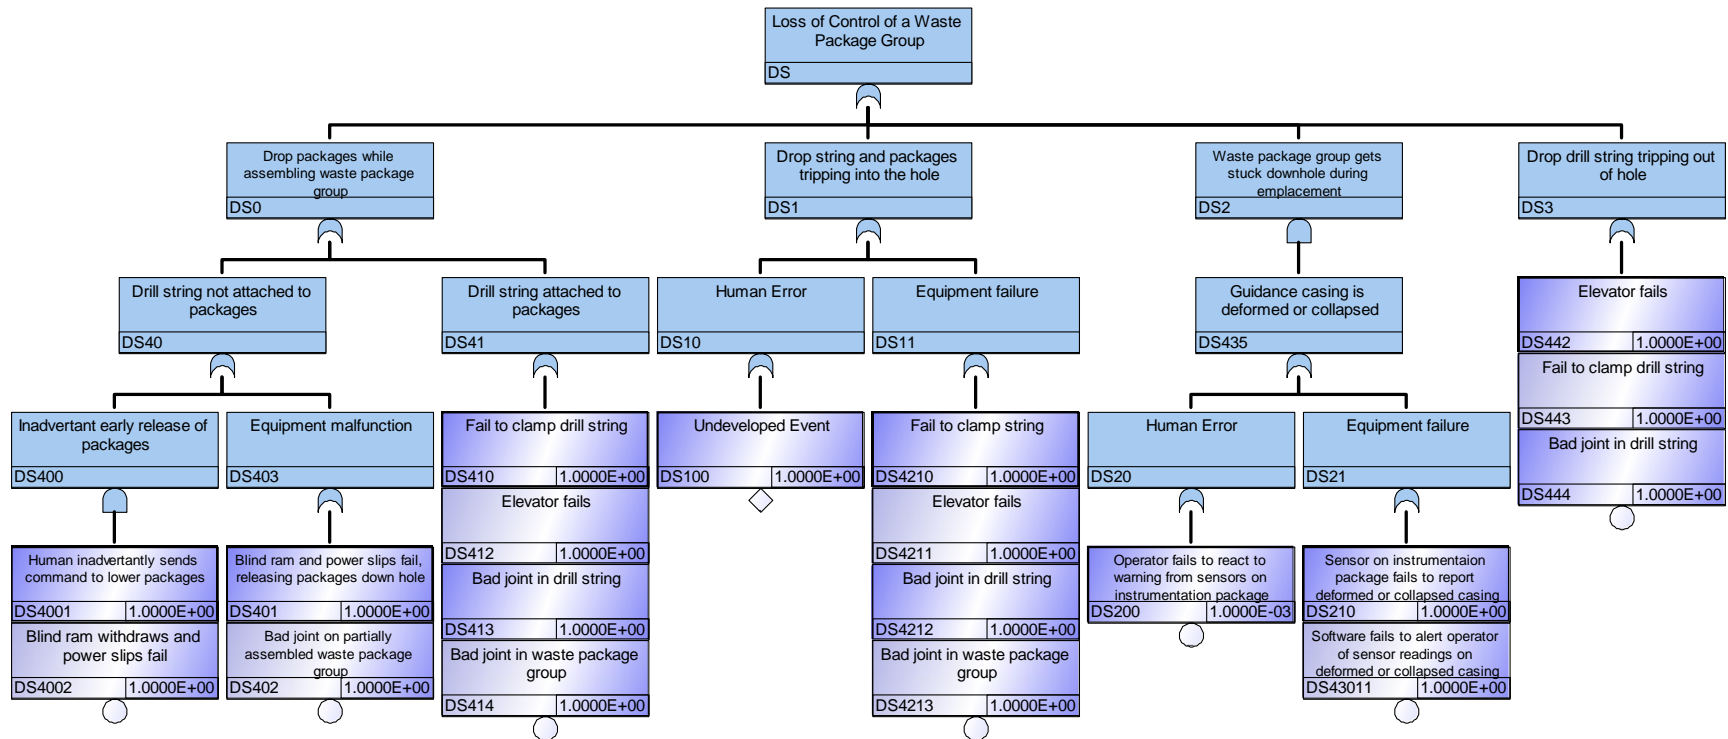 Loss of Control of a Waste
Package Group
DS
Drop packages while
assembling waste package
group
DS0
Drop string and packages
tripping into the hole
DS1
Waste package group gets
stuck downhole during
emplacement
DS2
Drop drill string tripping out
of hole
DS3
Drill string not attached to
packages
DS40
Drill string attached to
packages
DS41
Human Error
DS10
Equipment failure
DS11
Guidance casing is
deformed or collapsed
DS435
Elevator fails
DS442 1.0000E+00
Fail to clamp drill string
DS443 1.0000E+00
Bad joint in drill string
DS444 1.0000E+00
Inadvertant early release of
packages
DS400
Equipment malfunction
DS403
Fail to clamp drill string
DS410 1.0000E+00
Elevator fails
DS412 1.0000E+00
Bad joint in drill string
DS413 1.0000E+00
Bad joint in waste package
group
DS414 1.0000E+00
Undeveloped Event
DS100 1.0000E+00
Fail to clamp string
DS4210 1.0000E+00
Elevator fails
DS4211 1.0000E+00
Bad joint in drill string
DS4212 1.0000E+00
Bad joint in waste package
group
DS4213 1.0000E+00
Human Error
DS20
Equipment failure
DS21
Human inadvertantly sends
command to lower packages
DS4001 1.0000E+00
Blind ram withdraws and
power slips fail
DS4002 1.0000E+00
Blind ram and power slips fail,
releasing packages down hole
DS401 1.0000E+00
Bad joint on partially
assembled waste package
group
DS402 1.0000E+00
Operator fails to react to
warning from sensors on
instrumentation package
DS200 1.0000E-03
Sensor on instrumentaion
package fails to report
deformed or collapsed casing
DS210 1.0000E+00
Software fails to alert operator
of sensor readings on
deformed or collapsed casing
DS43011 1.0000E+00